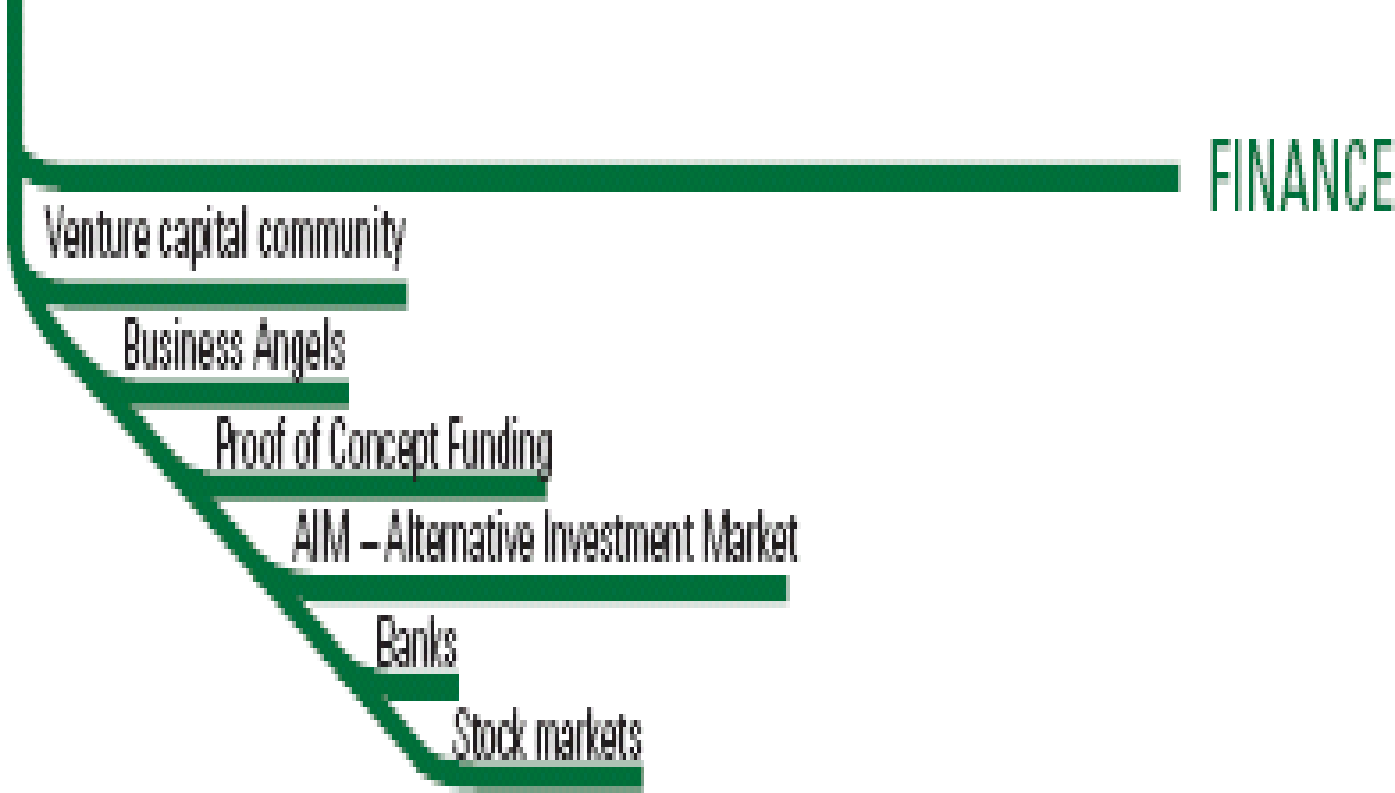 FINANCE
Venture capital community
Business Angels
Proof of Concept Funding
AIM – Alternative Investment Market
Banks
Stock markets